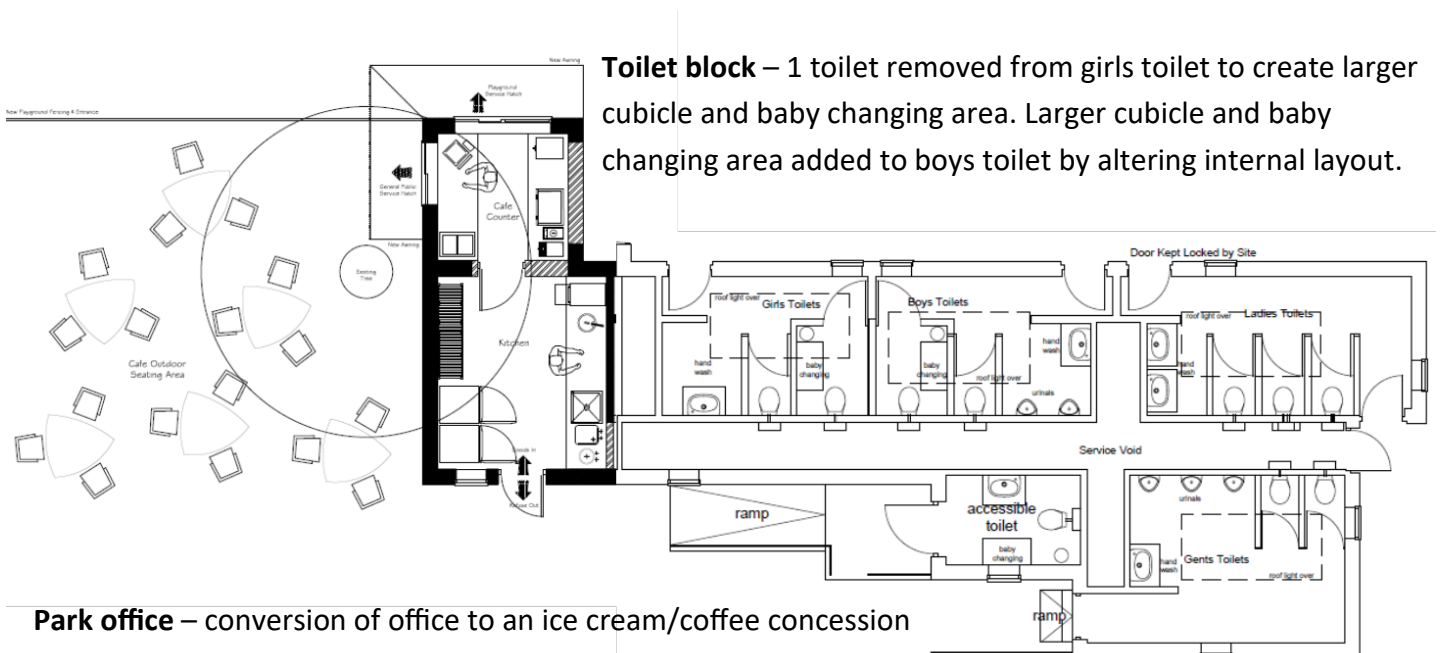 New Awning
Toilet block – 1 toilet removed from girls toilet to create larger
cubicle and baby changing area. Larger cubicle and baby
changing area added to boys toilet by altering internal layout.
Playground
Service Hatch
New Playground Fencing & Entrance
General Public
Service Hatch
Cafe
Counter
New Awning
Existing
Tree
Door Kept Locked by Site
roof light over
Girls Toilets
Boys Toilets
roof light over
Ladies Toilets
Kitchen
hand
wash
baby
changing
baby
changing
roof light over
hand
wash
urinals
hand
wash
Cafe Outdoor
Seating Area
Goods In
Refuse Out
Service Void
ramp
accessible
toilet
baby
changing
urinals
hand
wash
Gents Toilets
roof light over
ramp
Park office – conversion of office to an ice cream/coffee concession